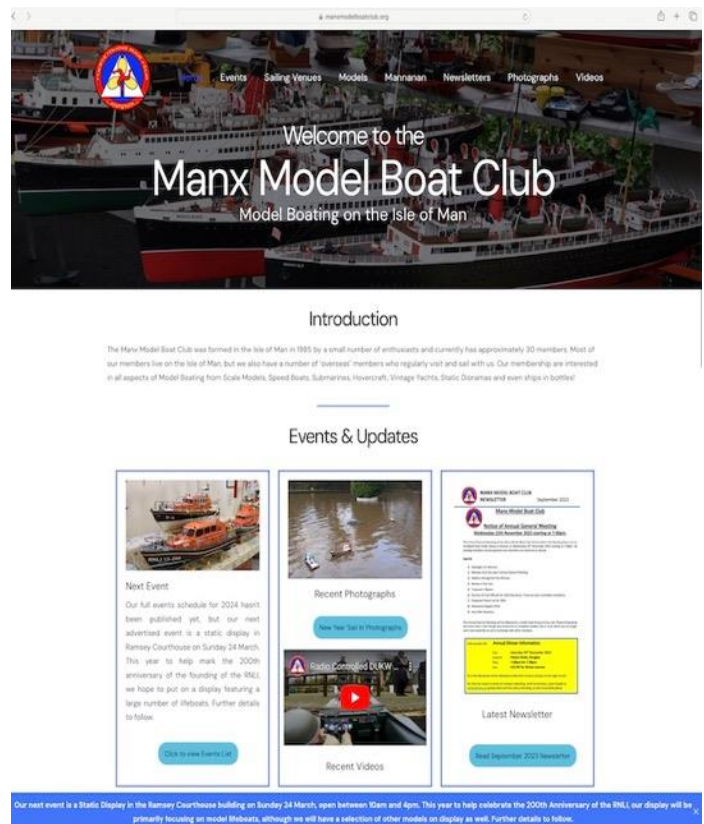 manxmodelboatclub.org
Home Events Sailing Venues Models Mannanan Newsletters Photographs Videos
Welcome to the
Manx Model Boat Club
Model Boating on the Isle of Man
Introduction
The Manx Model Boat Club was formed in the Isle of Man in 1985 by a small number of enthusiasts and currently has approximately 30 members. Most of
our members live on the Isle of Man, but we also have a number of 'overseas' members who regularly visit and sail with us. Our membership are interested
in all aspects of Model Boating from Scale Models, Speed Boats, Submarines, Hovercraft, Vintage Yachts, Static Dioramas and even ships in bottles!
Events & Updates
RNLI
Next Event
Our full events schedule for 2024 hasn't
been published yet, but our next
advertised event is a static display in
Ramsey Courthouse on Sunday 24 March.
This year to help mark the 200th
anniversary of the founding of the RNLI,
we hope to put on a display featuring a
large number of lifeboats. Further details
to follow.
Click to view Events List
Recent Photographs
New Year Sail In Photographs
Radio Controlled DUKW ...
Recent Videos
MANX MODEL BOAT CLUB
NEWSLETTER September 2023
Manx Model Boat Club
Notice of Annual General Meeting
Annual Dinner Information
Latest Newsletter
Read September 2023 Newsletter
Our next event is a Static Display in the Ramsey Courthouse building on Sunday 24 March, open between 10am and 4pm. This year to help celebrate the 200th Anniversary of the RNLI, our display will be
primarily focusing on model lifeboats, although we will have a selection of other models on display as well. Further details to follow.
X